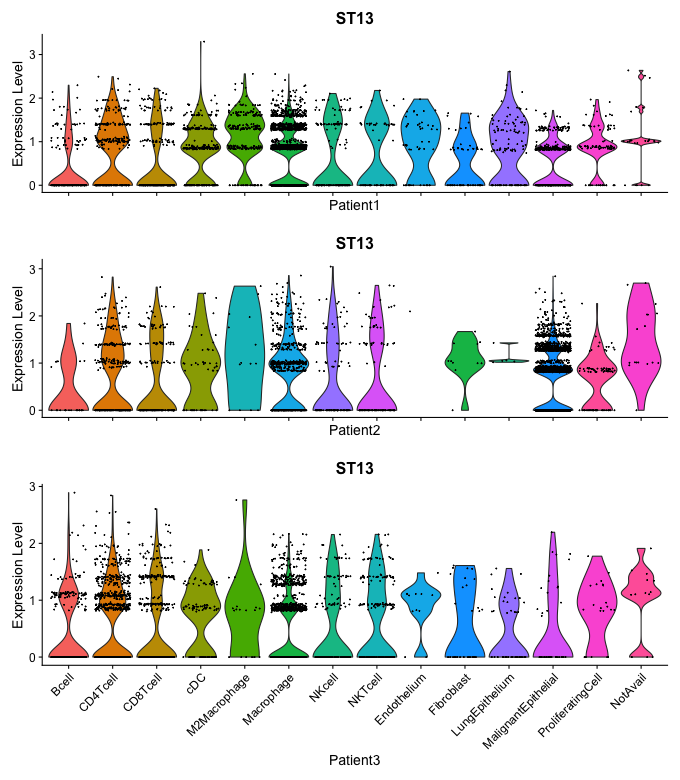 ST13
Expression Level
3
2
1
0
Patient1
ST13
Expression Level
3
2
1
0
Patient2
ST13
Expression Level
3
2
1
0
Bcell
CD4Tcell
CD8Tcell
cDC
M2Macrophage
Macrophage
NKcell
NKTcell
Endothelium
Fibroblast
LungEpithelium
MalignantEpithelial
ProliferatingCell
NotAvail
Patient3